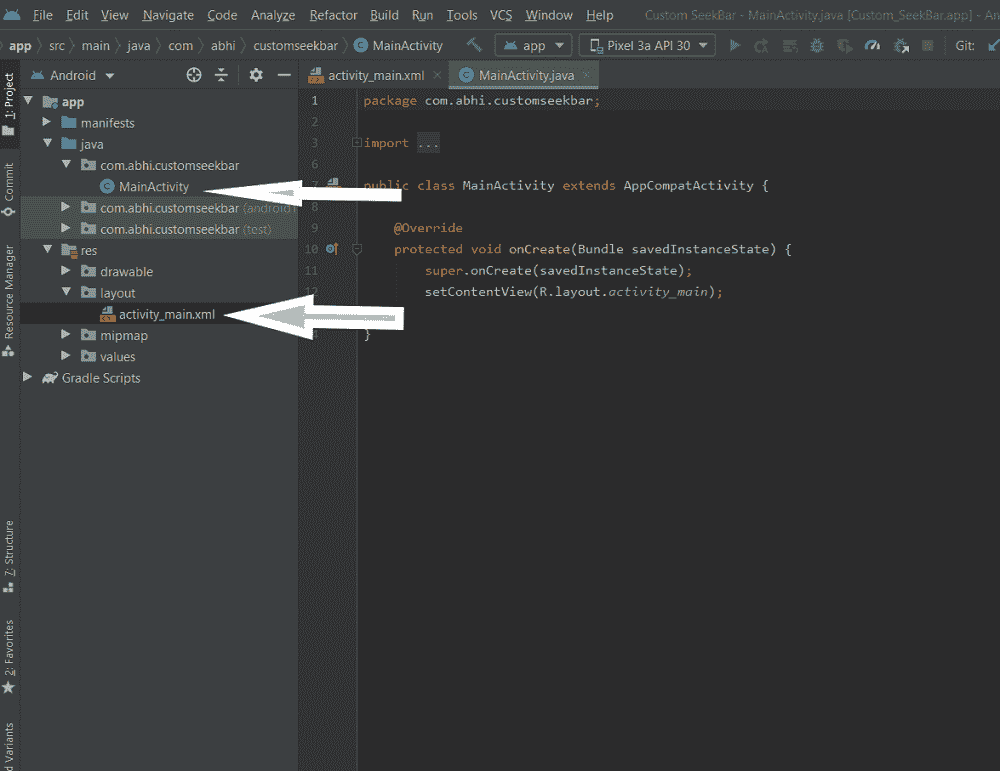 File Edit View Navigate Code Analyze Refactor Build Run Tools VCS Window Help Custom SeekBar - MainActivity.java [Custom_SeekBar.app] - An
app src main java com abhi customseekbar MainActivity app Pixel 3a API 30 Git:
1: Project
Commit
Resource Manager
7: Structure
2: Favorites
d Variants
Android
app
manifests
java
com.abhi.customseekbar
MainActivity
com.abhi.customseekbar (android
com.abhi.customseekbar (test)
res
drawable
layout
activity_main.xml
mipmap
values
Gradle Scripts
activity_main.xml MainActivity.java
1 package com.abhi.customseekbar;
2
3 import ...
6
7 public class MainActivity extends AppCompatActivity {
8
9 @Override
10 protected void onCreate(Bundle savedInstanceState) {
11 super.onCreate(savedInstanceState);
12 setContentView(R.layout.activity_main);
}